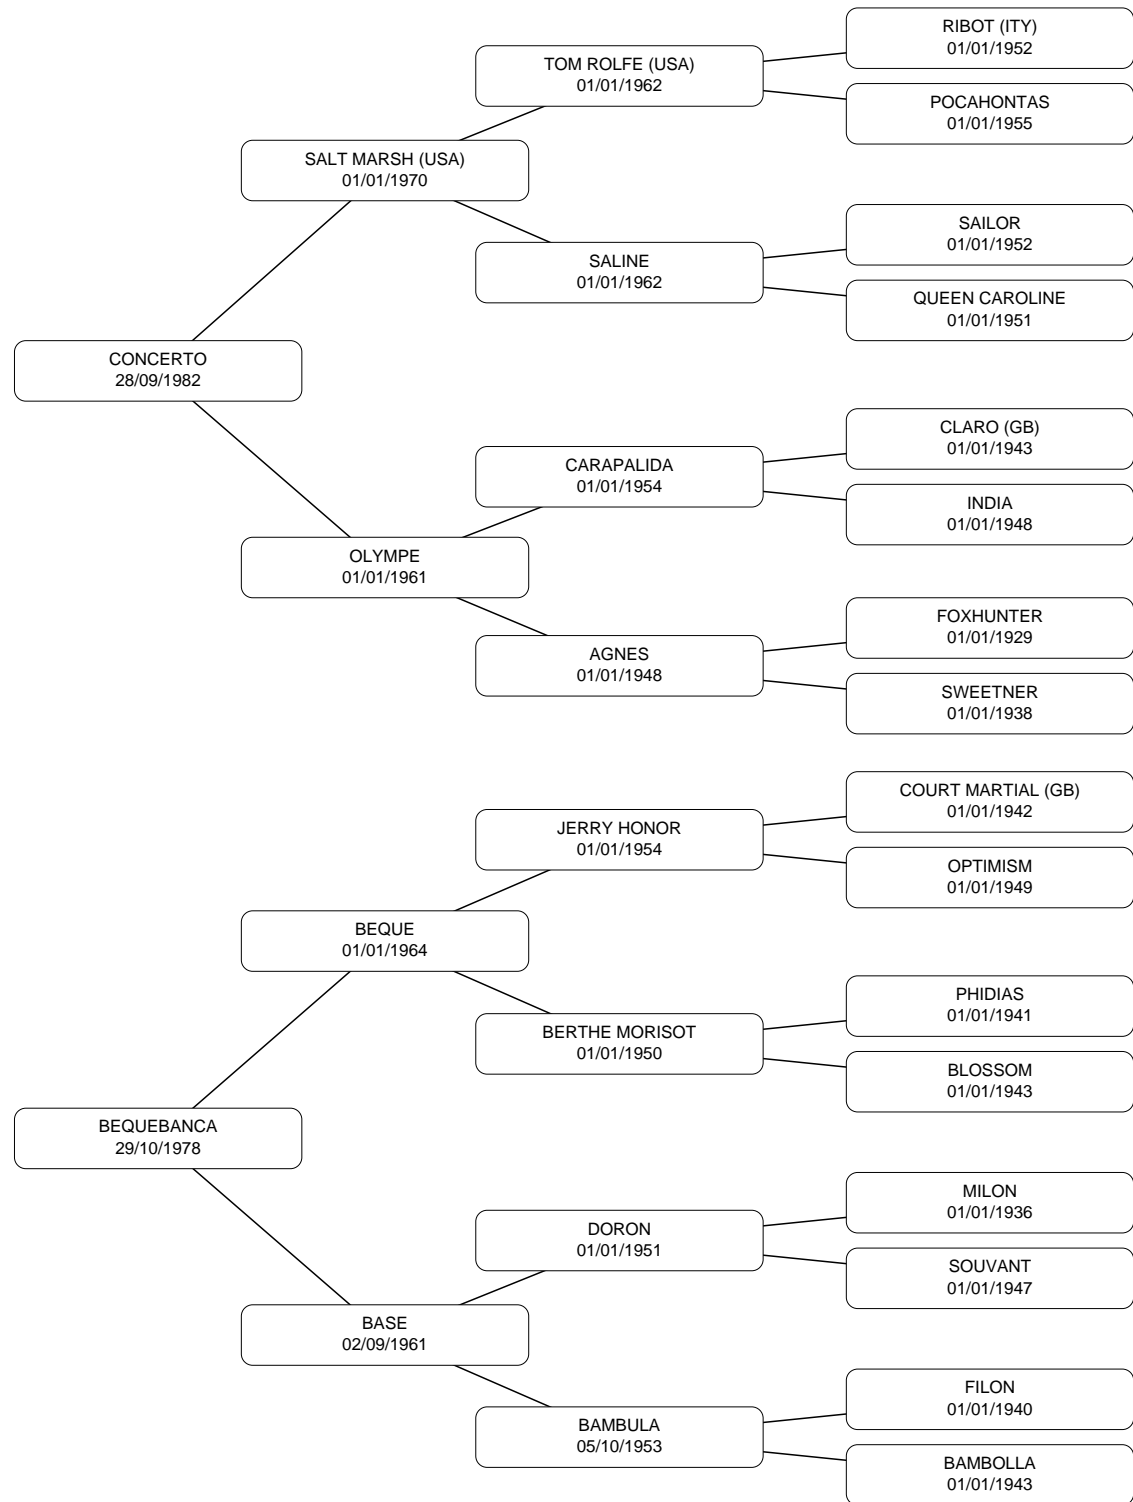 RIBOT (ITY)
01/01/1952
TOM ROLFE (USA)
01/01/1962
POCAHONTAS
01/01/1955
SALT MARSH (USA)
01/01/1970
SAILOR
01/01/1952
SALINE
01/01/1962
QUEEN CAROLINE
01/01/1951
CONCERTO
28/09/1982
CLARO (GB)
01/01/1943
CARAPALIDA
01/01/1954
INDIA
01/01/1948
OLYMPE
01/01/1961
FOXHUNTER
01/01/1929
AGNES
01/01/1948
SWEETNER
01/01/1938
COURT MARTIAL (GB)
01/01/1942
JERRY HONOR
01/01/1954
OPTIMISM
01/01/1949
BEQUE
01/01/1964
PHIDIAS
01/01/1941
BERTHE MORISOT
01/01/1950
BLOSSOM
01/01/1943
BEQUEBANCA
29/10/1978
MILON
01/01/1936
DORON
01/01/1951
SOUVANT
01/01/1947
BASE
02/09/1961
FILON
01/01/1940
BAMBULA
05/10/1953
BAMBOLLA
01/01/1943